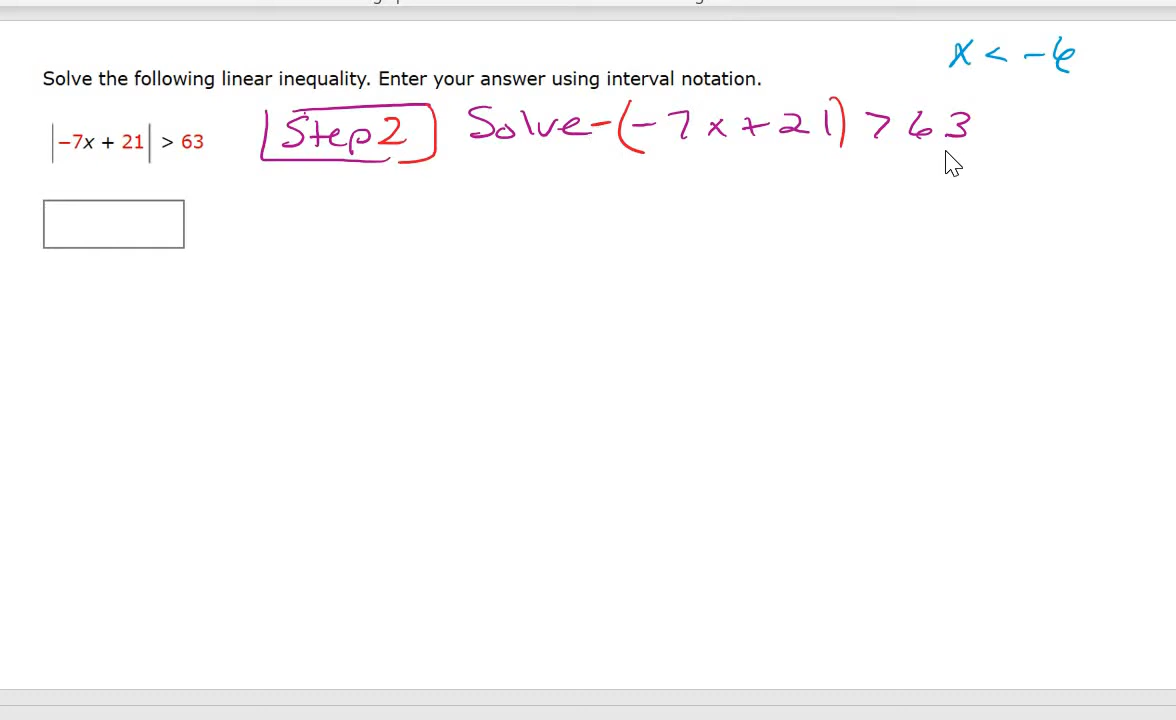 x < -6
Solve the following linear inequality. Enter your answer using interval notation.
|−7x + 21| > 63
Step 2 Solve -(-7x+21) > 63